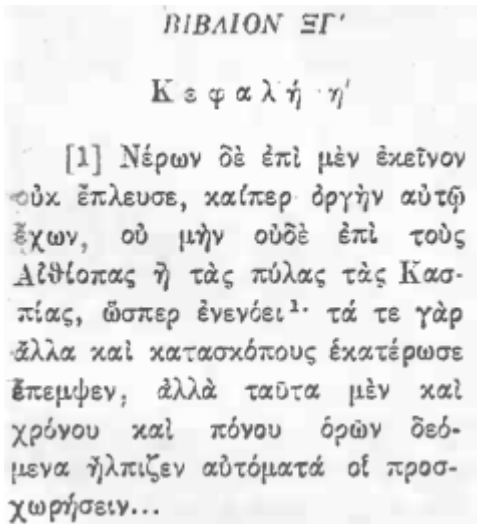 ΒΙΒΛΙΟΝ ΞΓ'
Κεφαλή η'
[1] Νέρων δὲ ἐπὶ μὲν ἐκεῖνον
οὐκ ἔπλευσε, καίπερ ὀργὴν αὐτῷ
ἔχων, οὐ μὴν οὐδὲ ἐπὶ τοὺς
Αἰθίοπας ἢ τὰς πύλας τὰς Κασ-
πίας, ὥσπερ ἐνενόει¹· τά τε γὰρ
ἄλλα καὶ κατασκόπους ἑκατέρωσε
ἔπεμψεν, ἀλλὰ ταῦτα μὲν καὶ
χρόνου καὶ πόνου ὁρῶν δεό-
μενα ἤλπιζεν αὐτόματά οἱ προσ-
χωρήσειν...